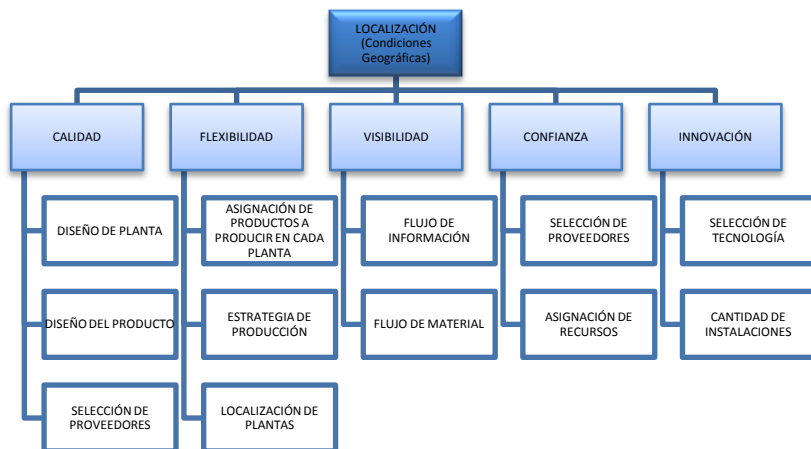 LOCALIZACIÓN
(Condiciones
Geográficas)
CALIDAD
FLEXIBILIDAD
VISIBILIDAD
CONFIANZA
INNOVACIÓN
DISEÑO DE PLANTA
DISEÑO DEL PRODUCTO
SELECCIÓN DE
PROVEEDORES
ASIGNACIÓN DE
PRODUCTOS A
PRODUCIR EN CADA
PLANTA
ESTRATEGIA DE
PRODUCCIÓN
LOCALIZACIÓN DE
PLANTAS
FLUJO DE
INFORMACIÓN
FLUJO DE MATERIAL
SELECCIÓN DE
PROVEEDORES
ASIGNACIÓN DE
RECURSOS
SELECCIÓN DE
TECNOLOGÍA
CANTIDAD DE
INSTALACIONES